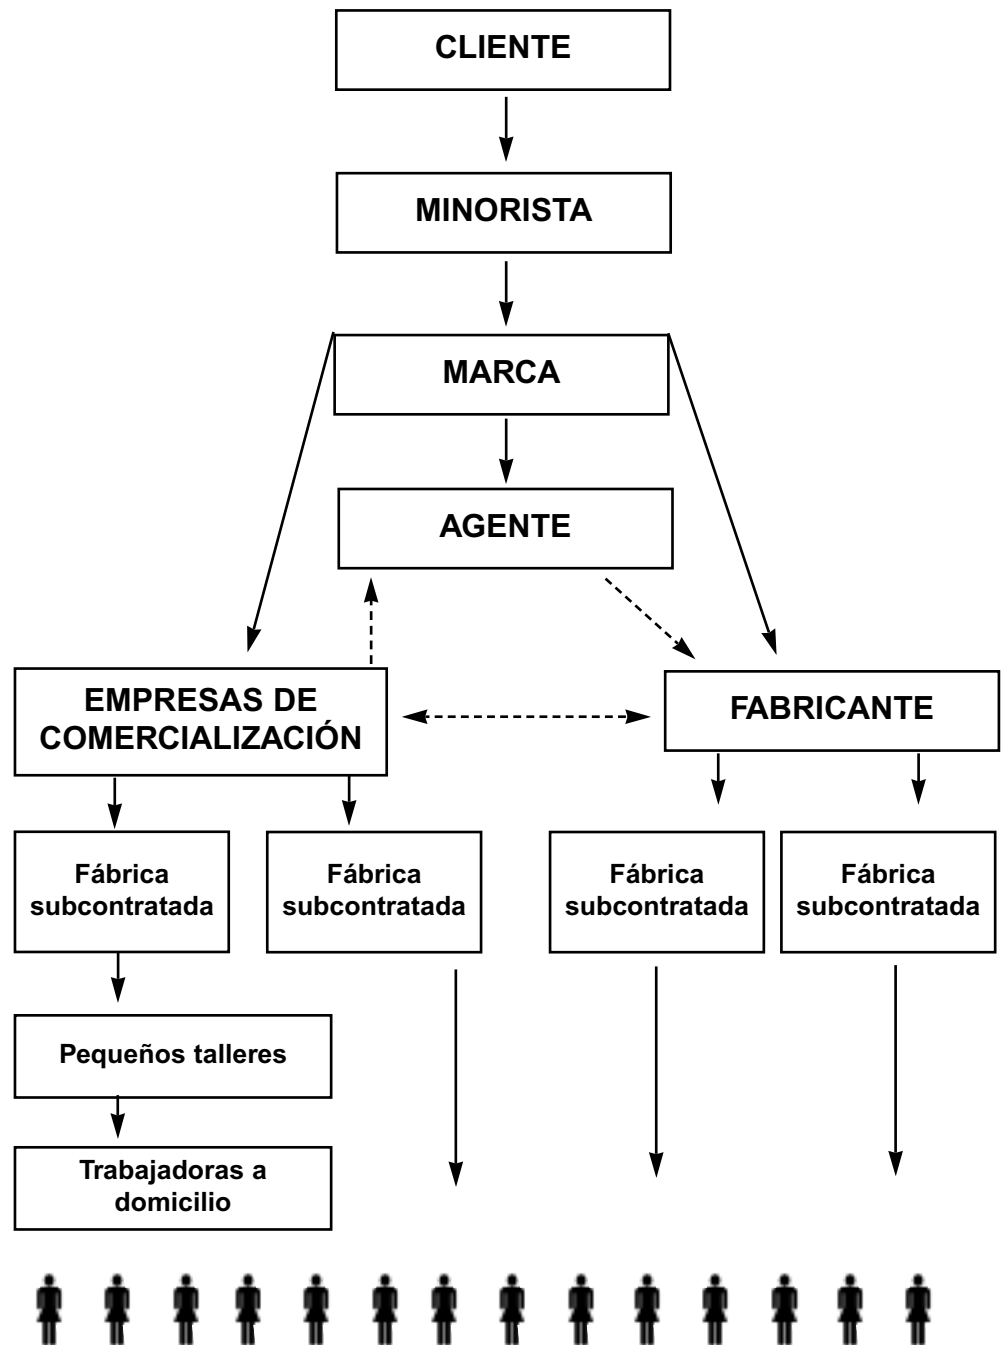 CLIENTE
MINORISTA
MARCA
AGENTE
EMPRESAS DE
COMERCIALIZACIÓN
FABRICANTE
Fábrica
subcontratada
Fábrica
subcontratada
Fábrica
subcontratada
Fábrica
subcontratada
Pequeños talleres
Trabajadoras a
domicilio